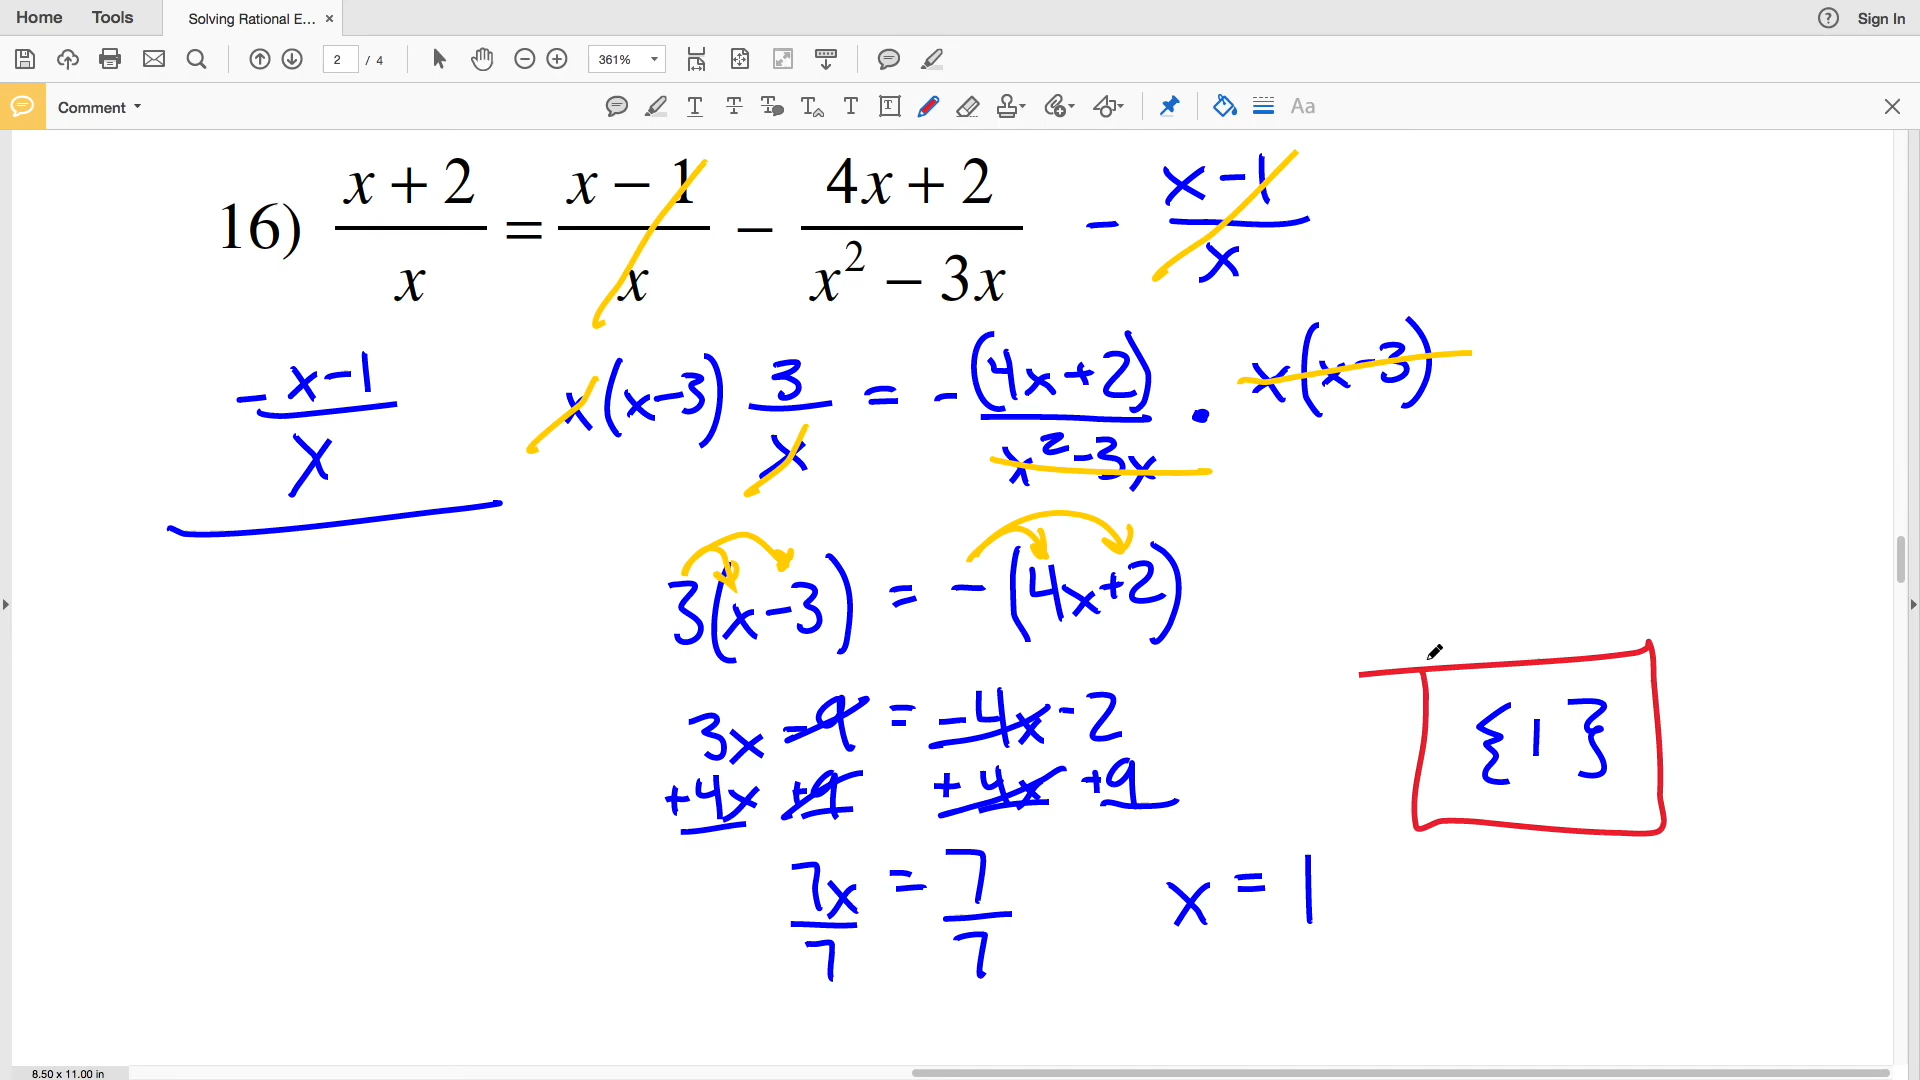 Home Tools Solving Rational E... × ? Sign In
2 / 4 361%
Comment Aa
16) (x + 2)/x = (x − 1)/x − (4x + 2)/(x² − 3x) - (x-1)/x
- (x-1)/x
x(x-3) 3/x = - (4x+2)/(x²-3x) · x(x-3)
3(x-3) = -(4x+2)
3x -9 = -4x -2
+4x +9 +4x +9
7x/7 = 7/7 x = 1
{1}
8.50 x 11.00 in